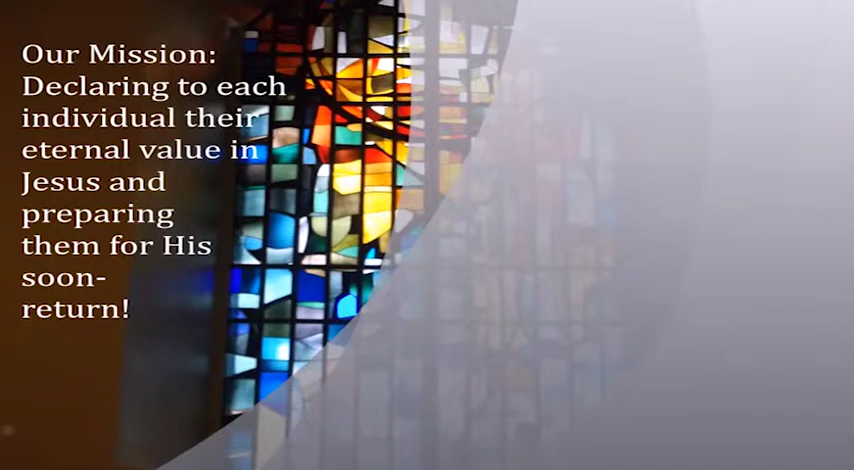 Our Mission:
Declaring to each
individual their
eternal value in
Jesus and
preparing
them for His
soon-
return!